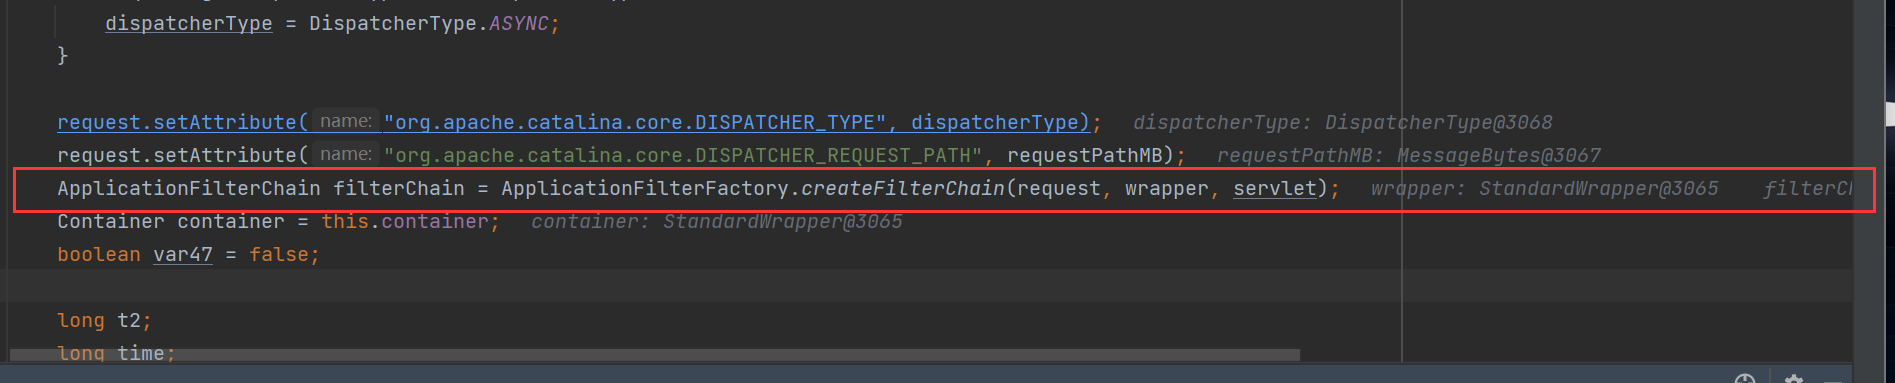 dispatcherType = DispatcherType.ASYNC;
}
request.setAttribute( name: "org.apache.catalina.core.DISPATCHER_TYPE", dispatcherType); dispatcherType: DispatcherType@3068
request.setAttribute( name: "org.apache.catalina.core.DISPATCHER_REQUEST_PATH", requestPathMB); requestPathMB: MessageBytes@3067
ApplicationFilterChain filterChain = ApplicationFilterFactory.createFilterChain(request, wrapper, servlet); wrapper: StandardWrapper@3065 filterCh
Container container = this.container; container: StandardWrapper@3065
boolean var47 = false;
long t2;
long time;